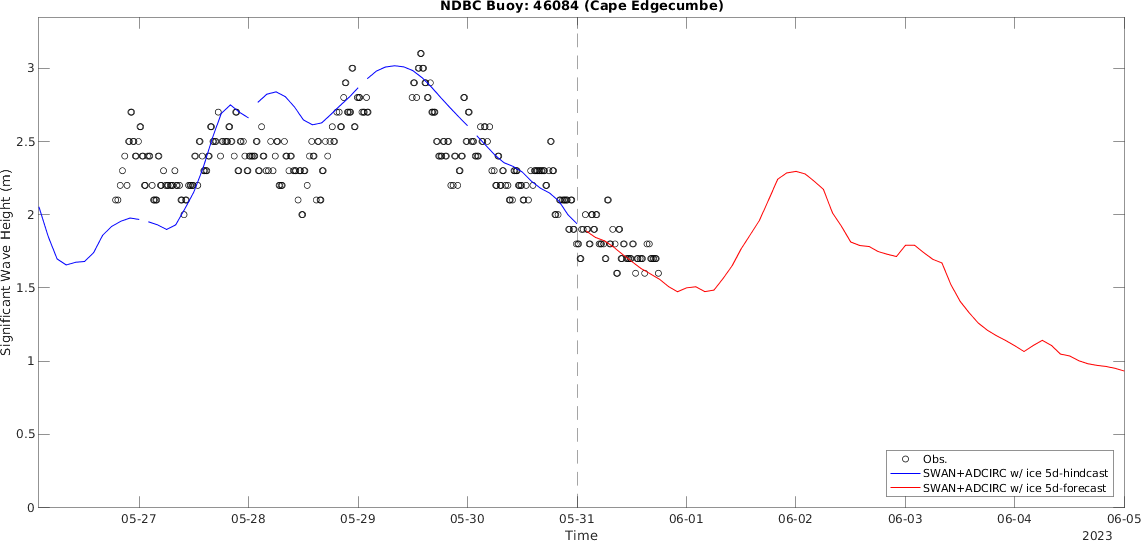 NDBC Buoy: 46084 (Cape Edgecumbe)
Significant Wave Height (m)
3
2.5
2
1.5
1
0.5
0
Obs.
SWAN+ADCIRC w/ ice 5d-hindcast
SWAN+ADCIRC w/ ice 5d-forecast
05-27 05-28 05-29 05-30 05-31 06-01 06-02 06-03 06-04 06-05
Time
2023